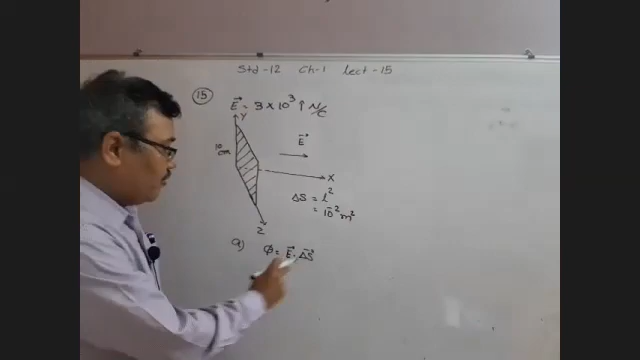 Std-12 Ch-1 Lect-15
15
E⃗ = 3 × 10³ î N/C
Y
10 cm
E⃗
X
ΔS = l²
= 10⁻² m²
Z
a) φ = E⃗ · ΔS⃗